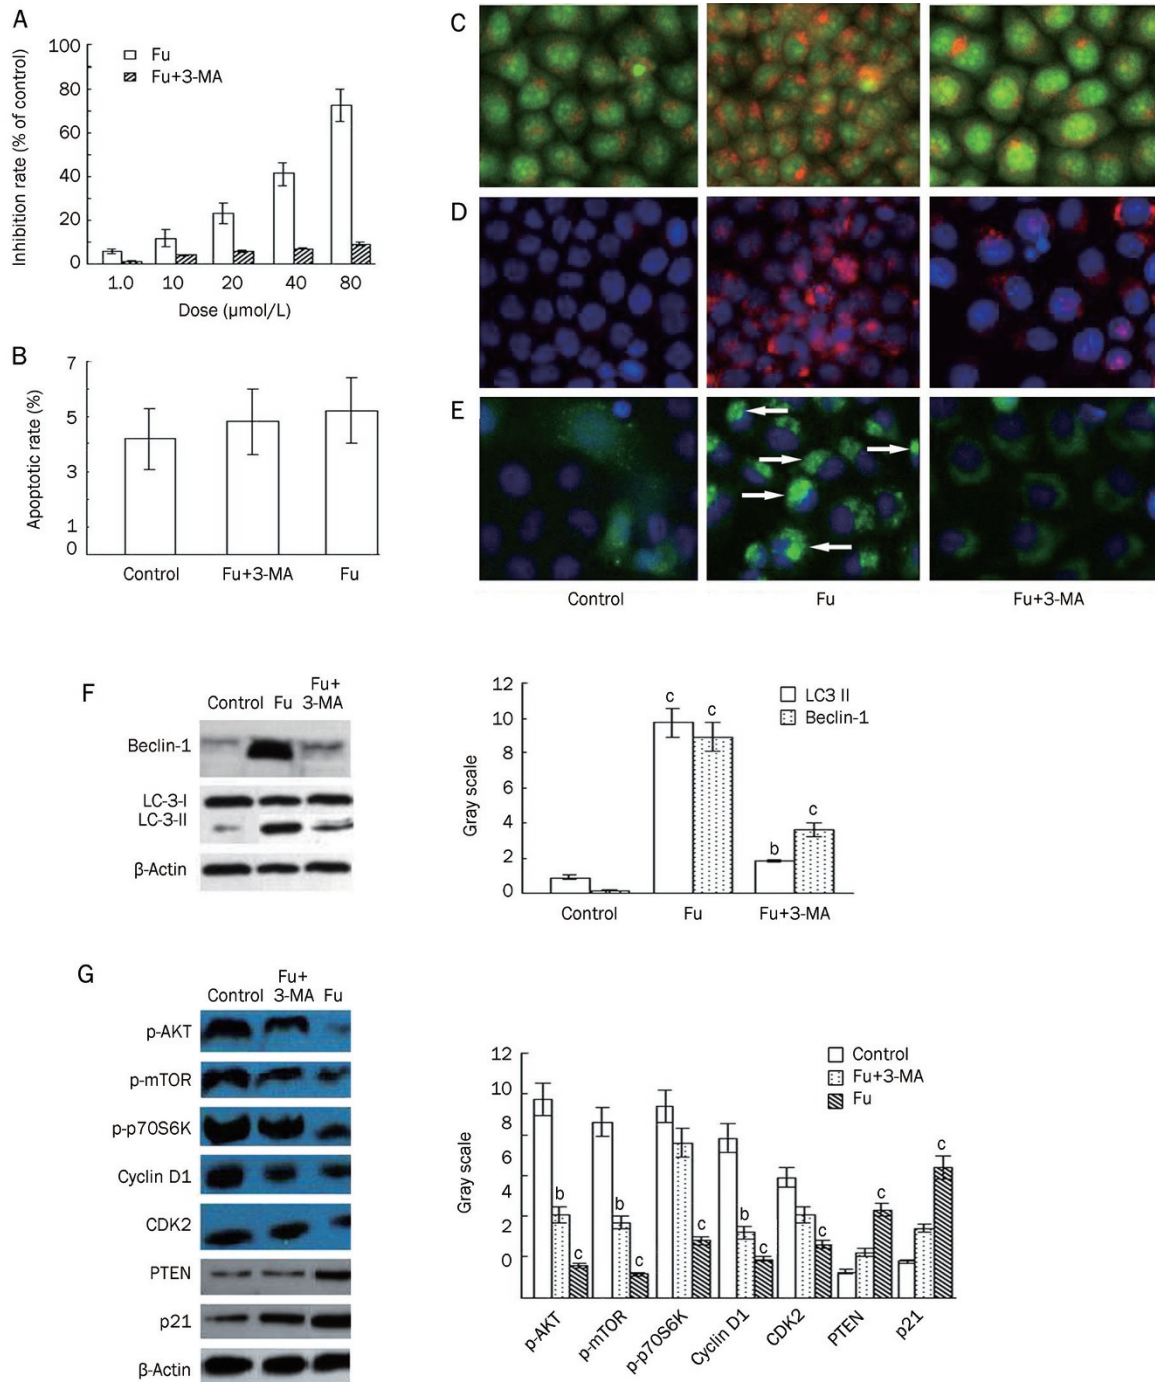 A
Inhibition rate (% of control)
100
80
60
40
20
0
Fu
Fu+3-MA
1.0 10 20 40 80
Dose (µmol/L)
B
Apoptotic rate (%)
7
5
3
1
0
Control Fu+3-MA Fu
C
D
E
Control Fu Fu+3-MA
F
Fu+
Control Fu 3-MA
Beclin-1
LC-3-I
LC-3-II
β-Actin
Gray scale
12
10
8
6
4
2
0
LC3 II
Beclin-1
c c
b c
Control Fu Fu+3-MA
G
Fu+
Control 3-MA Fu
p-AKT
p-mTOR
p-p70S6K
Cyclin D1
CDK2
PTEN
p21
β-Actin
Gray scale
12
10
8
6
4
2
0
Control
Fu+3-MA
Fu
b c b c c b c c c c
p-AKT p-mTOR p-p70S6K Cyclin D1 CDK2 PTEN p21